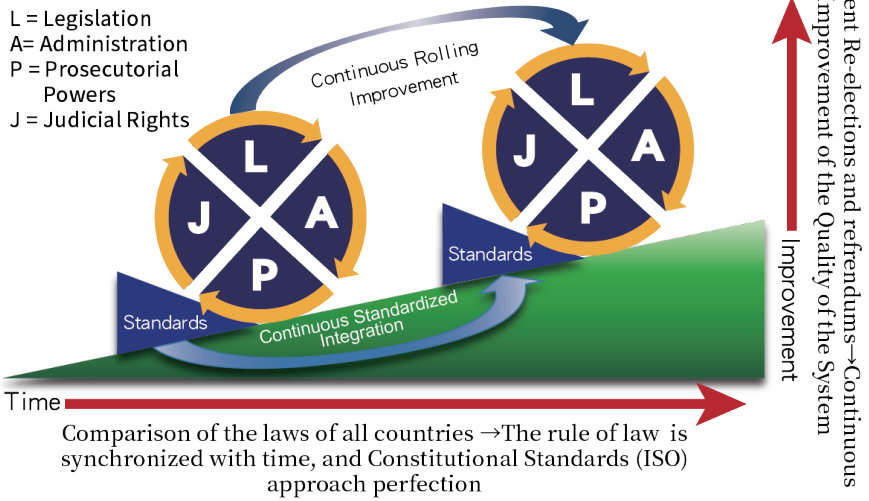 L = Legislation
A= Administration
P = Prosecutorial
Powers
J = Judicial Rights
Continuous Rolling
Improvement
L
A
P
J
L
A
P
J
Standards
Standards
Continuous Standardized
Integration
Time
Improvement
Re-elections and refrendums→Continuous
Improvement of the Quality of the System
Comparison of the laws of all countries →The rule of law is
synchronized with time, and Constitutional Standards (ISO)
approach perfection